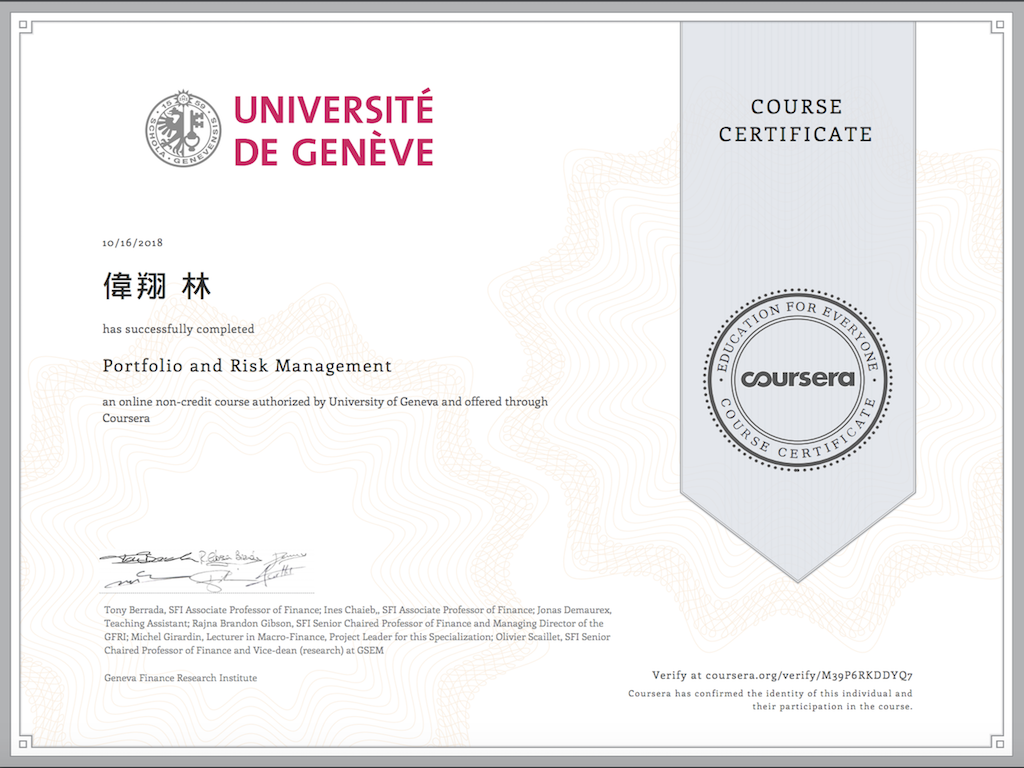 1559
SCHOLA GENEVENSIS
UNIVERSITÉ
DE GENÈVE
COURSE
CERTIFICATE
10/16/2018
偉翔 林
has successfully completed
Portfolio and Risk Management
an online non-credit course authorized by University of Geneva and offered through
Coursera
EDUCATION FOR EVERYONE
coursera
COURSE CERTIFICATE
Tony Berrada, SFI Associate Professor of Finance; Ines Chaieb,, SFI Associate Professor of Finance; Jonas Demaurex,
Teaching Assistant; Rajna Brandon Gibson, SFI Senior Chaired Professor of Finance and Managing Director of the
GFRI; Michel Girardin, Lecturer in Macro-Finance, Project Leader for this Specialization; Olivier Scaillet, SFI Senior
Chaired Professor of Finance and Vice-dean (research) at GSEM
Geneva Finance Research Institute
Verify at coursera.org/verify/M39P6RKDDYQ7
Coursera has confirmed the identity of this individual and
their participation in the course.